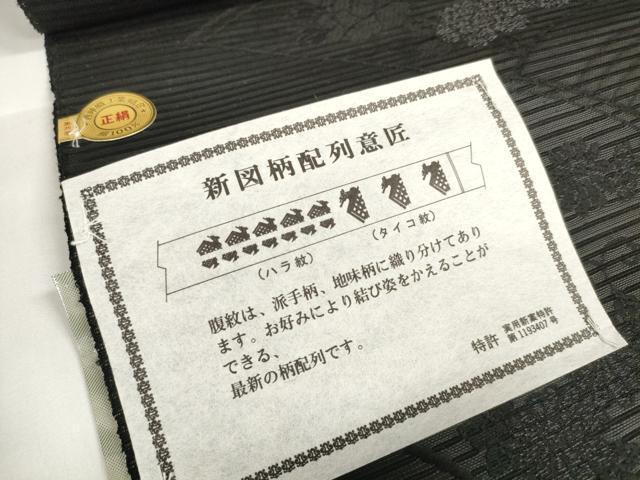 正絹
絹100%
新図柄配列意匠
(ハラ紋)
(タイコ紋)
腹紋は、派手柄、地味柄に織り分けてあり
ます。お好みにより結び姿をかえることが
できる、
最新の柄配列です。
特許 実用新案特許
第1193407号